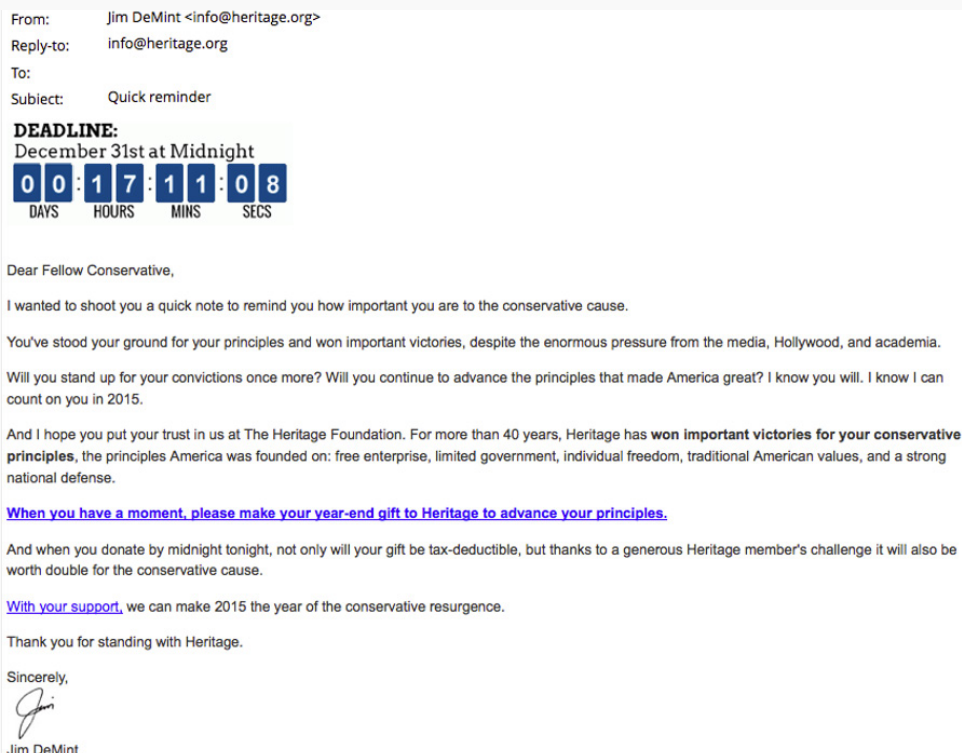 From: Jim DeMint <info@heritage.org>
Reply-to: info@heritage.org
To:
Subject: Quick reminder
DEADLINE:
December 31st at Midnight
00:17:11:08
DAYS HOURS MINS SECS
Dear Fellow Conservative,
I wanted to shoot you a quick note to remind you how important you are to the conservative cause.
You've stood your ground for your principles and won important victories, despite the enormous pressure from the media, Hollywood, and academia.
Will you stand up for your convictions once more? Will you continue to advance the principles that made America great? I know you will. I know I can
count on you in 2015.
And I hope you put your trust in us at The Heritage Foundation. For more than 40 years, Heritage has won important victories for your conservative
principles, the principles America was founded on: free enterprise, limited government, individual freedom, traditional American values, and a strong
national defense.
When you have a moment, please make your year-end gift to Heritage to advance your principles.
And when you donate by midnight tonight, not only will your gift be tax-deductible, but thanks to a generous Heritage member's challenge it will also be
worth double for the conservative cause.
With your support, we can make 2015 the year of the conservative resurgence.
Thank you for standing with Heritage.
Sincerely,
Jim
Jim DeMint